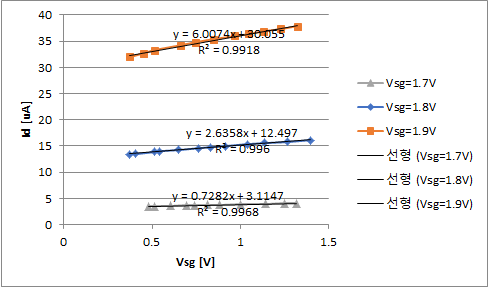 40
35
30
25
20
15
10
5
0
Id [uA]
y = 6.0074x + 30.055
R² = 0.9918
y = 2.6358x + 12.497
R² = 0.996
y = 0.7282x + 3.1147
R² = 0.9968
0 0.5 1 1.5
Vsg [V]
Vsg=1.7V
Vsg=1.8V
Vsg=1.9V
선형 (Vsg=1.7V)
선형 (Vsg=1.8V)
선형 (Vsg=1.9V)